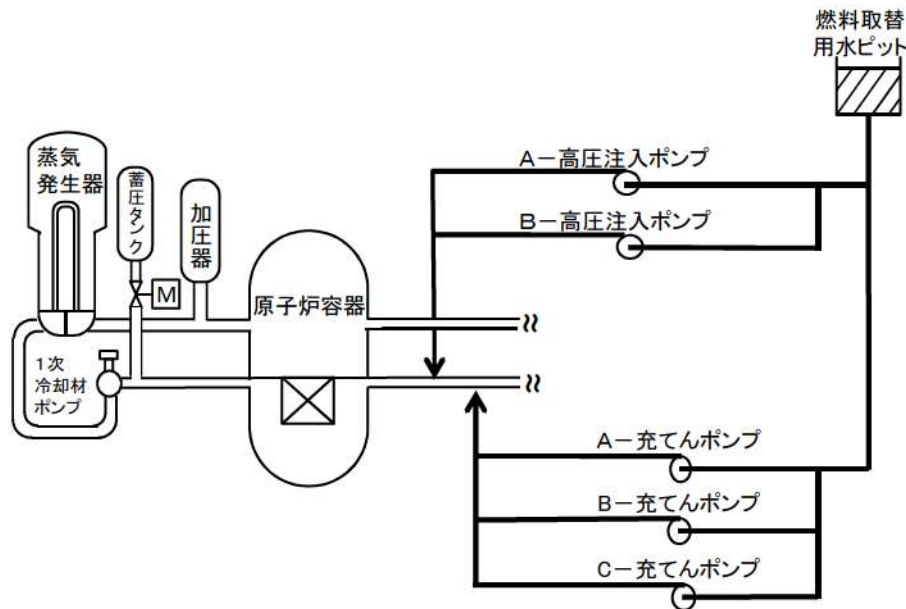 燃料取替
用水ピット
A－高圧注入ポンプ
B－高圧注入ポンプ
蒸気
発生器
蓄圧タンク
加圧器
M
原子炉容器
1次
冷却材
ポンプ
A－充てんポンプ
B－充てんポンプ
C－充てんポンプ